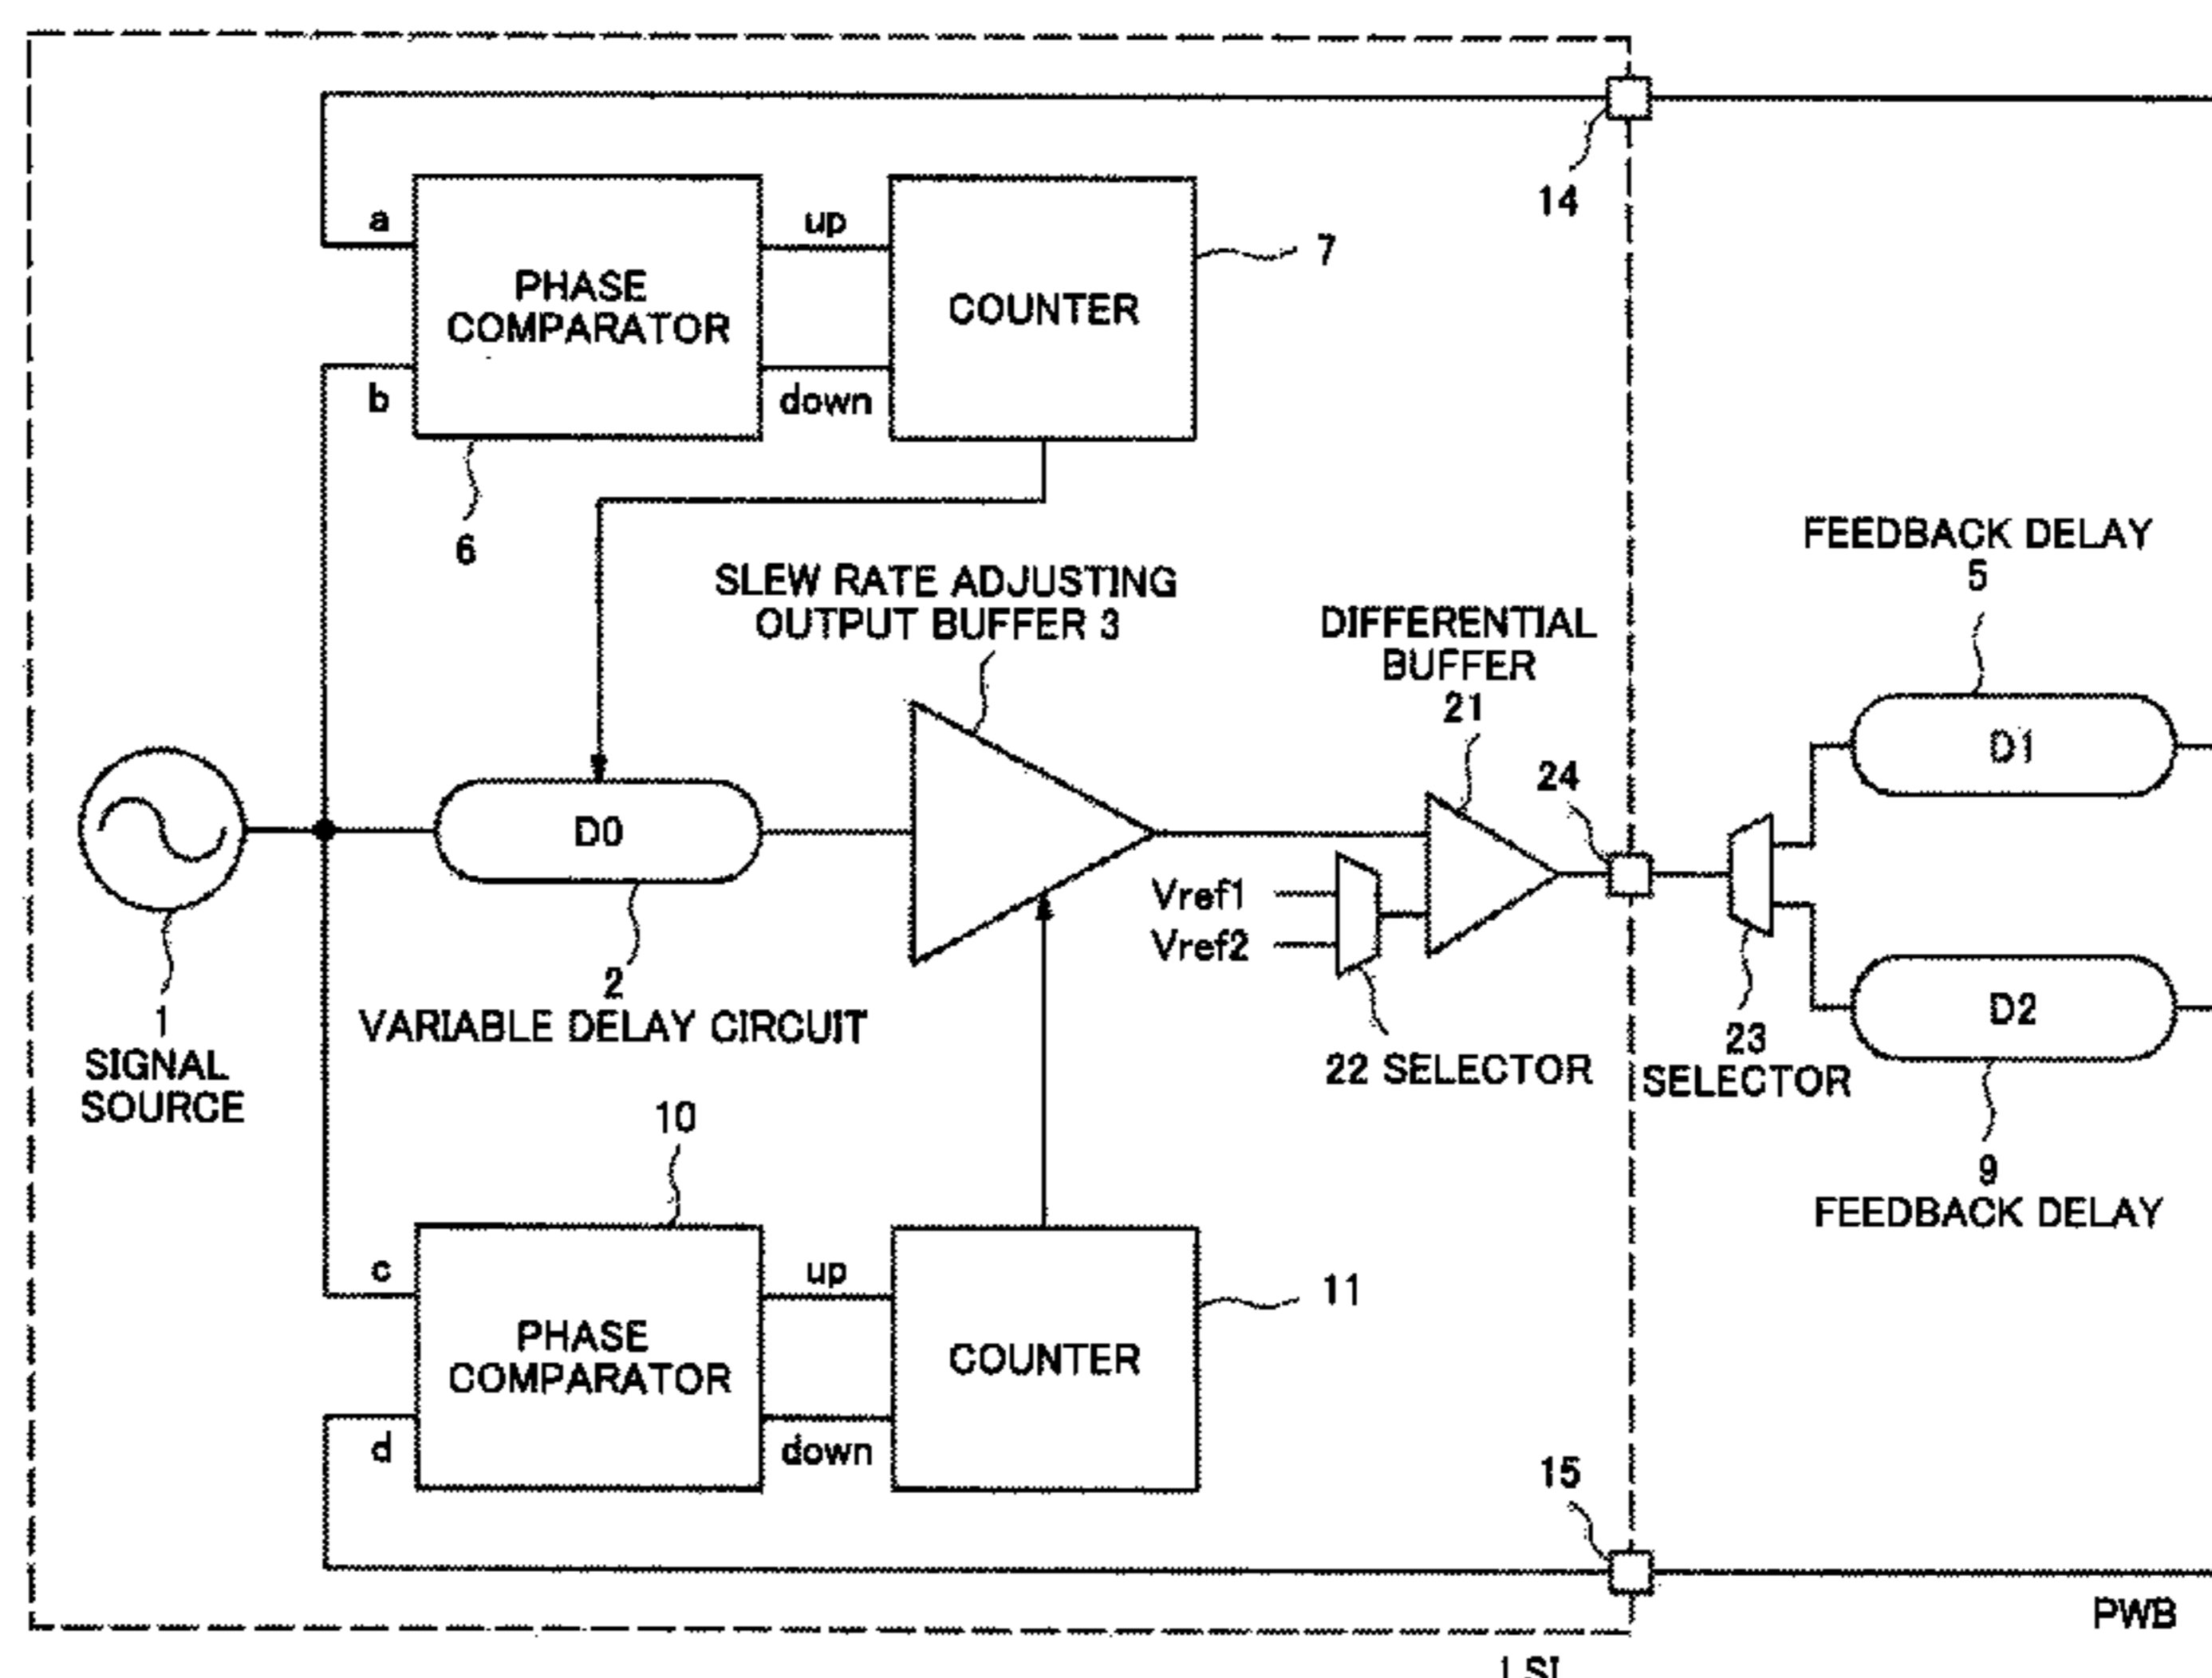 14
a
up
7
PHASE
COMPARATOR
COUNTER
b
down
6
FEEDBACK DELAY
5
SLEW RATE ADJUSTING
OUTPUT BUFFER 3
DIFFERENTIAL
BUFFER
21
24
D1
D0
Vref1
Vref2
2
VARIABLE DELAY CIRCUIT
1
SIGNAL
SOURCE
22 SELECTOR
23
SELECTOR
D2
9
FEEDBACK DELAY
10
c
up
11
PHASE
COMPARATOR
COUNTER
d
down
15
PWB
LSI